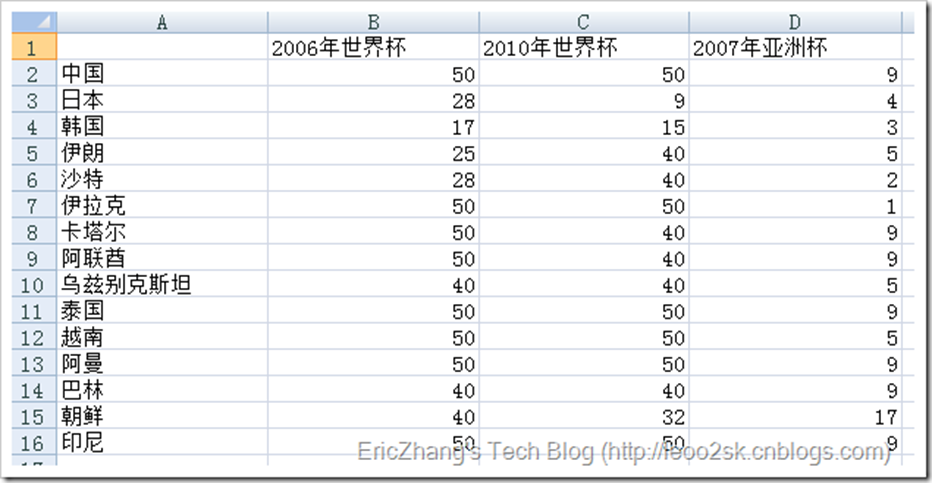 A B C D
1 2006年世界杯 2010年世界杯 2007年亚洲杯
2 中国 50 50 9
3 日本 28 9 4
4 韩国 17 15 3
5 伊朗 25 40 5
6 沙特 28 40 2
7 伊拉克 50 50 1
8 卡塔尔 50 40 9
9 阿联酋 50 40 9
10 乌兹别克斯坦 40 40 5
11 泰国 50 50 9
12 越南 50 50 5
13 阿曼 50 50 9
14 巴林 40 40 9
15 朝鲜 40 32 17
16 印尼 50 50 9
EricZhang's Tech Blog (http://leoo2sk.cnblogs.com)